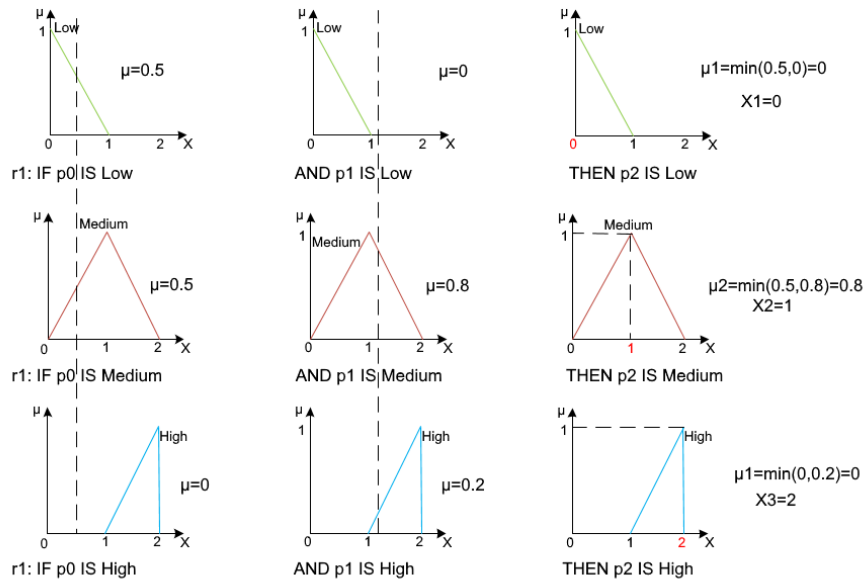 μ
Low
1
μ=0.5
0
1
2
X
r1: IF p0 IS Low
μ
Low
1
μ=0
0
1
2
X
AND p1 IS Low
μ
Low
1
μ1=min(0.5,0)=0
X1=0
0
1
2
X
THEN p2 IS Low
μ
Medium
μ=0.5
0
1
2
X
r1: IF p0 IS Medium
μ
1
Medium
μ=0.8
0
1
2
X
AND p1 IS Medium
μ
Medium
1
μ2=min(0.5,0.8)=0.8
X2=1
0
1
2
X
THEN p2 IS Medium
μ
High
μ=0
0
1
2
X
r1: IF p0 IS High
μ
1
High
μ=0.2
0
1
2
X
AND p1 IS High
μ
1
High
μ1=min(0,0.2)=0
X3=2
0
1
2
X
THEN p2 IS High